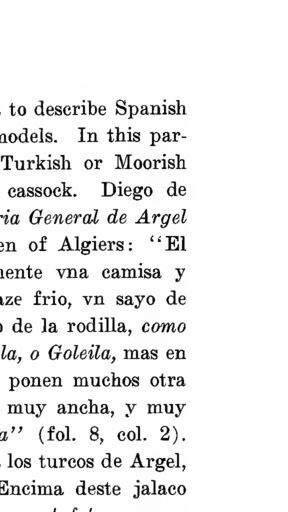 to describe Spanish
models. In this par-
Turkish or Moorish
cassock. Diego de
ria General de Argel
en of Algiers: “El
mente vna camisa y
aze frio, vn sayo de
o de la rodilla, como
la, o Goleila, mas en
ponen muchos otra
muy ancha, y muy
a” (fol. 8, col. 2).
los turcos de Argel,
Encima deste jalaco